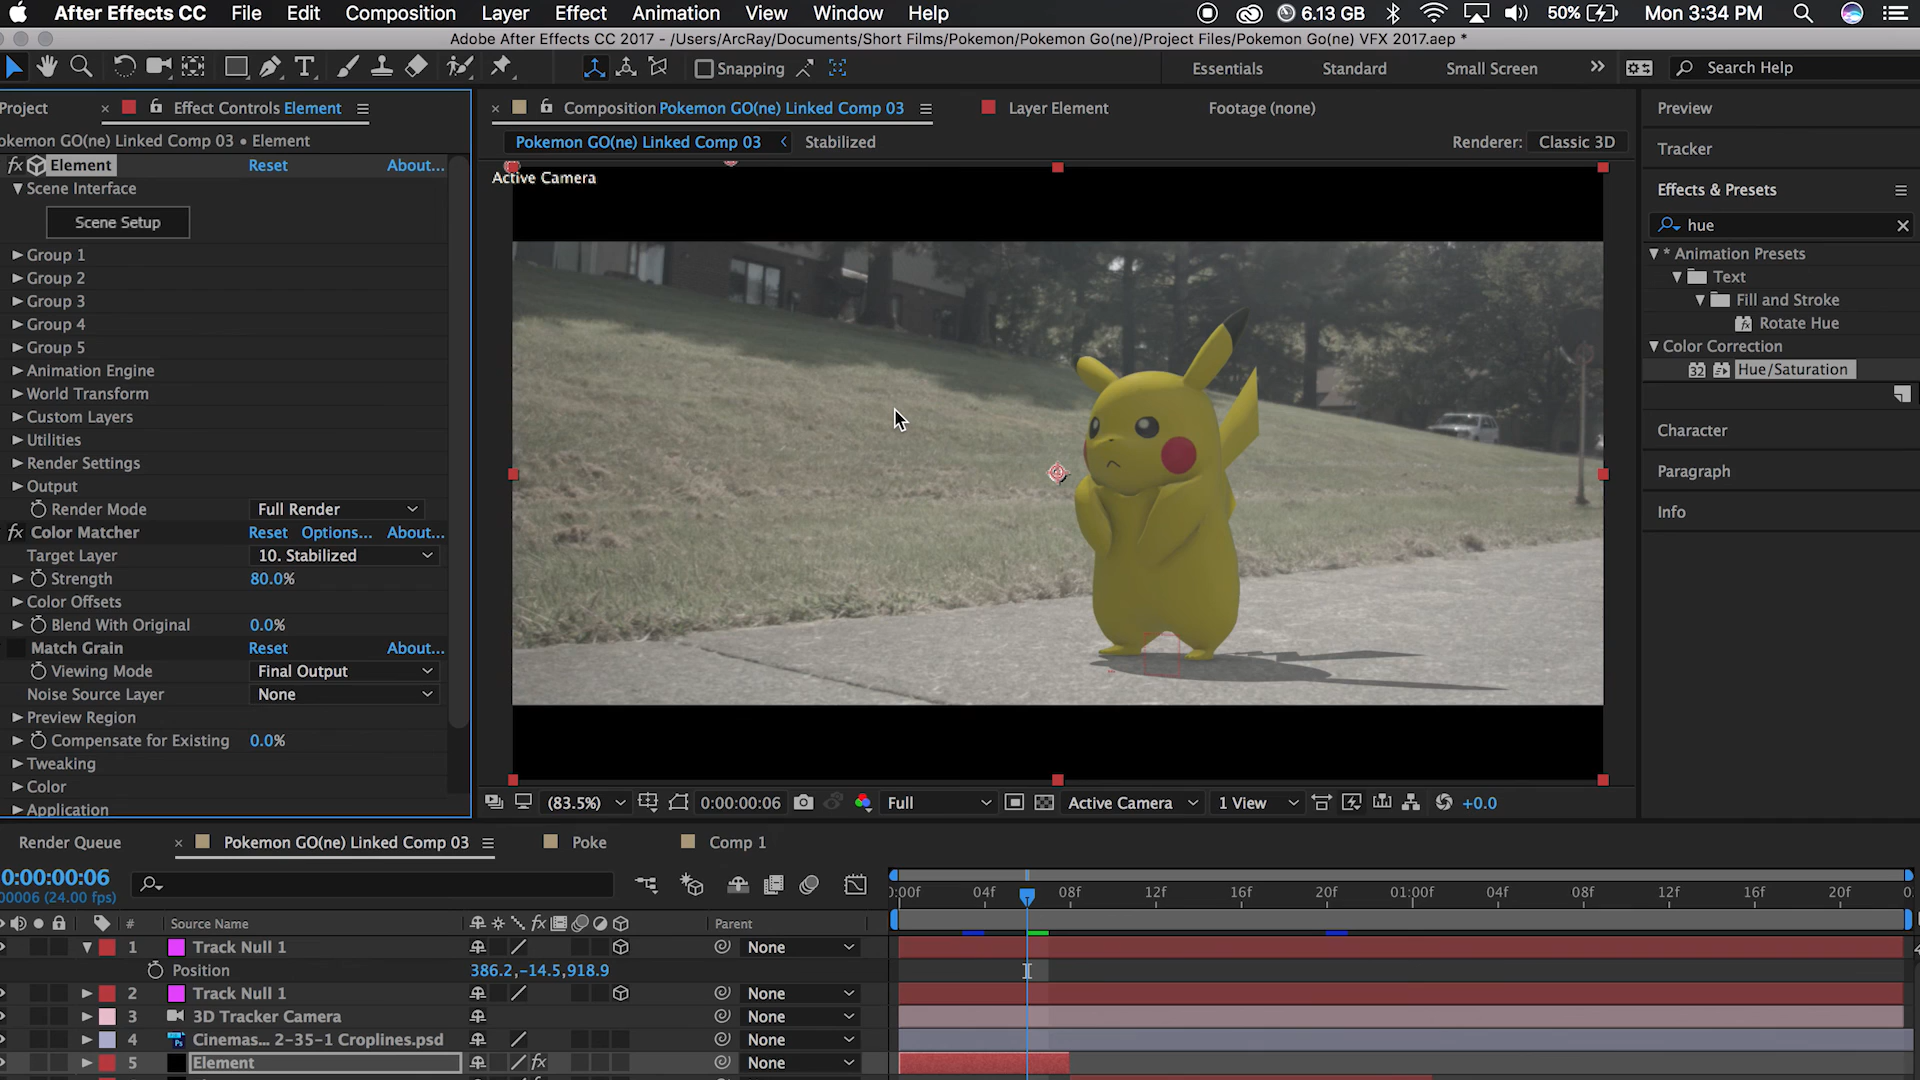 After Effects CC File Edit Composition Layer Effect Animation View Window Help 6.13 GB 50% Mon 3:34 PM
Adobe After Effects CC 2017 - /Users/ArcRay/Documents/Short Films/Pokemon/Pokemon Go(ne)/Project Files/Pokemon Go(ne) VFX 2017.aep *
Snapping Essentials Standard Small Screen Search Help
Project Effect Controls Element
okemon GO(ne) Linked Comp 03 • Element
fx Element Reset About...
Scene Interface
Scene Setup
Group 1
Group 2
Group 3
Group 4
Group 5
Animation Engine
World Transform
Custom Layers
Utilities
Render Settings
Output
Render Mode Full Render
fx Color Matcher Reset Options... About...
Target Layer 10. Stabilized
Strength 80.0%
Color Offsets
Blend With Original 0.0%
Match Grain Reset About...
Viewing Mode Final Output
Noise Source Layer None
Preview Region
Compensate for Existing 0.0%
Tweaking
Color
Application
Composition Pokemon GO(ne) Linked Comp 03 Layer Element Footage (none)
Pokemon GO(ne) Linked Comp 03 Stabilized Renderer: Classic 3D
Active Camera
(83.5%) 0:00:00:06 Full Active Camera 1 View +0.0
Preview
Tracker
Effects & Presets
hue
* Animation Presets
Text
Fill and Stroke
Rotate Hue
Color Correction
32 Hue/Saturation
Character
Paragraph
Info
Render Queue Pokemon GO(ne) Linked Comp 03 Poke Comp 1
0:00:00:06
00006 (24.00 fps)
:00f 04f 08f 12f 16f 20f 01:00f 04f 08f 12f 16f 20f 0
# Source Name fx Parent
1 Track Null 1 None
Position 386.2,-14.5,918.9
2 Track Null 1 None
3 3D Tracker Camera None
4 Cinemas... 2-35-1 Croplines.psd None
5 Element fx None